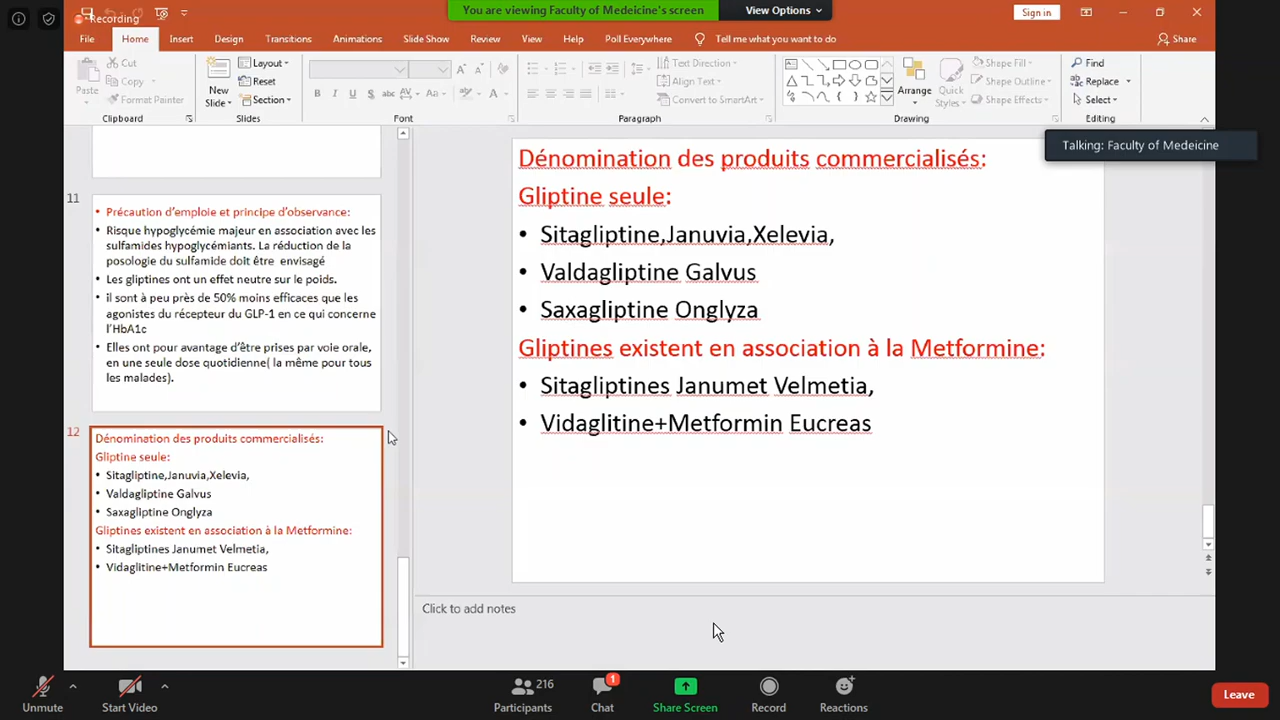 Recording
You are viewing Faculty of Medeicine's screen
View Options
Sign in
File Home Insert Design Transitions Animations Slide Show Review View Help Poll Everywhere Tell me what you want to do Share
Paste
Cut
Copy
Format Painter
Clipboard
New
Slide
Layout
Reset
Section
Slides
B I U S abc AV Aa A
Font
Text Direction
Align Text
Convert to SmartArt
Paragraph
Arrange
Quick
Styles
Shape Fill
Shape Outline
Shape Effects
Drawing
Find
Replace
Select
Editing
Talking: Faculty of Medeicine
11
• Précaution d'emploie et principe d'observance:
Risque hypoglycémie majeur en association avec les
sulfamides hypoglycémiants. La réduction de la
posologie du sulfamide doit être envisagé
• Les gliptines ont un effet neutre sur le poids.
• il sont à peu près de 50% moins efficaces que les
agonistes du récepteur du GLP-1 en ce qui concerne
l'HbA1c
• Elles ont pour avantage d'être prises par voie orale,
en une seule dose quotidienne( la même pour tous
les malades).
12
Dénomination des produits commercialisés:
Gliptine seule:
• Sitagliptine,Januvia,Xelevia,
• Valdagliptine Galvus
• Saxagliptine Onglyza
Gliptines existent en association à la Metformine:
• Sitagliptines Janumet Velmetia,
• Vidaglitine+Metformin Eucreas
Dénomination des produits commercialisés:
Gliptine seule:
• Sitagliptine,Januvia,Xelevia,
• Valdagliptine Galvus
• Saxagliptine Onglyza
Gliptines existent en association à la Metformine:
• Sitagliptines Janumet Velmetia,
• Vidaglitine+Metformin Eucreas
Click to add notes
Unmute
Start Video
216
Participants
1
Chat
Share Screen
Record
Reactions
Leave